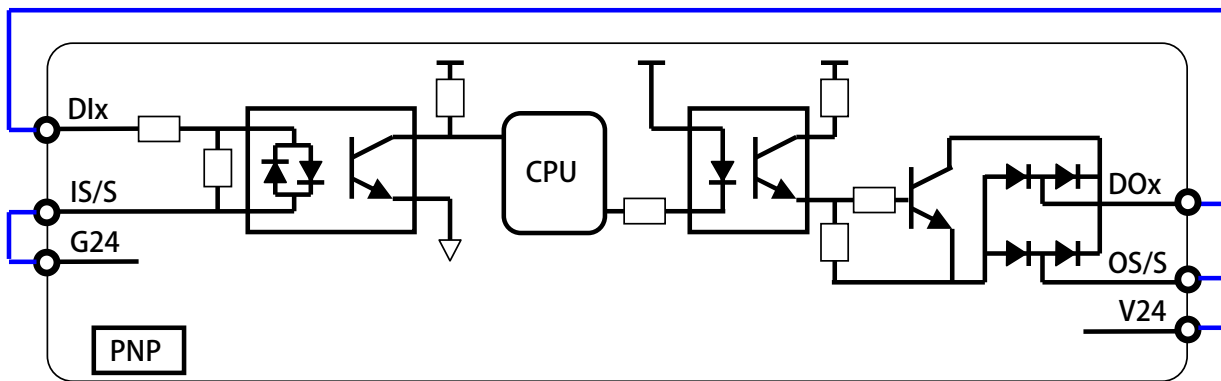 DIx
IS/S
G24
CPU
DOx
OS/S
V24
PNP